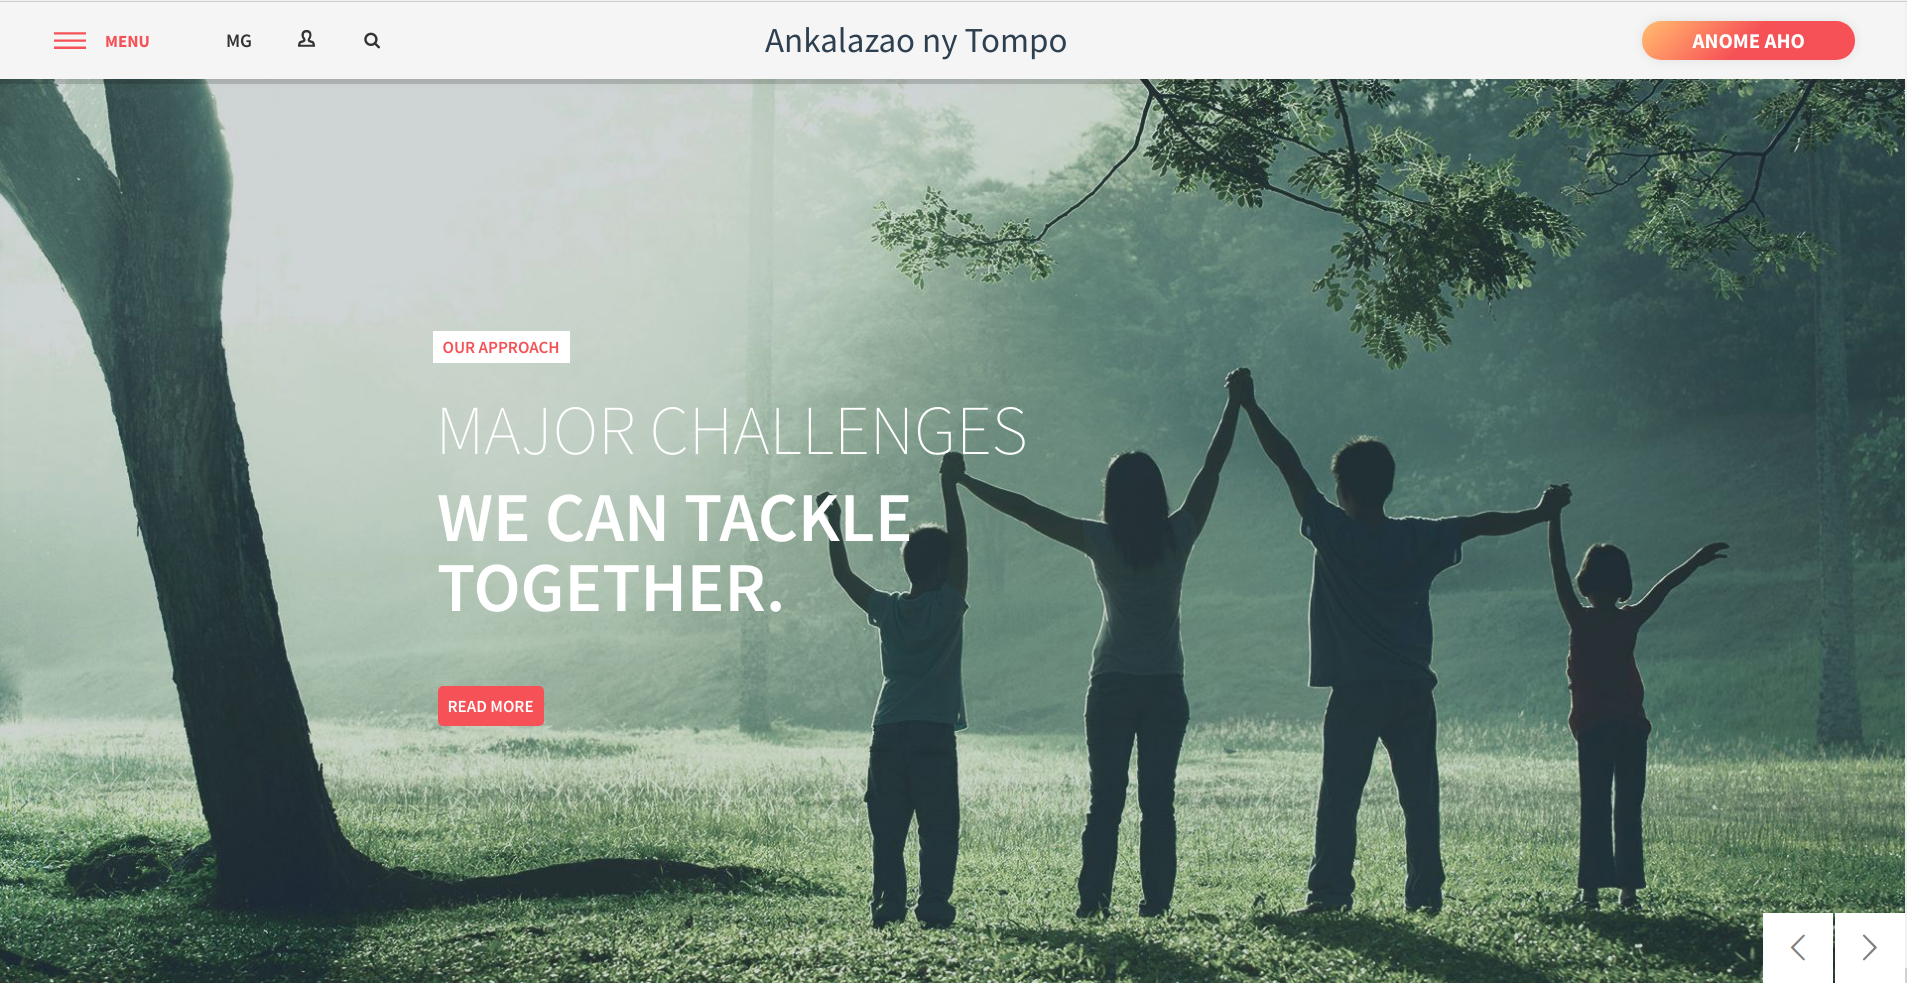 MENU
MG
Ankalazao ny Tompo
ANOME AHO
OUR APPROACH
MAJOR CHALLENGES
WE CAN TACKLE
TOGETHER.
READ MORE